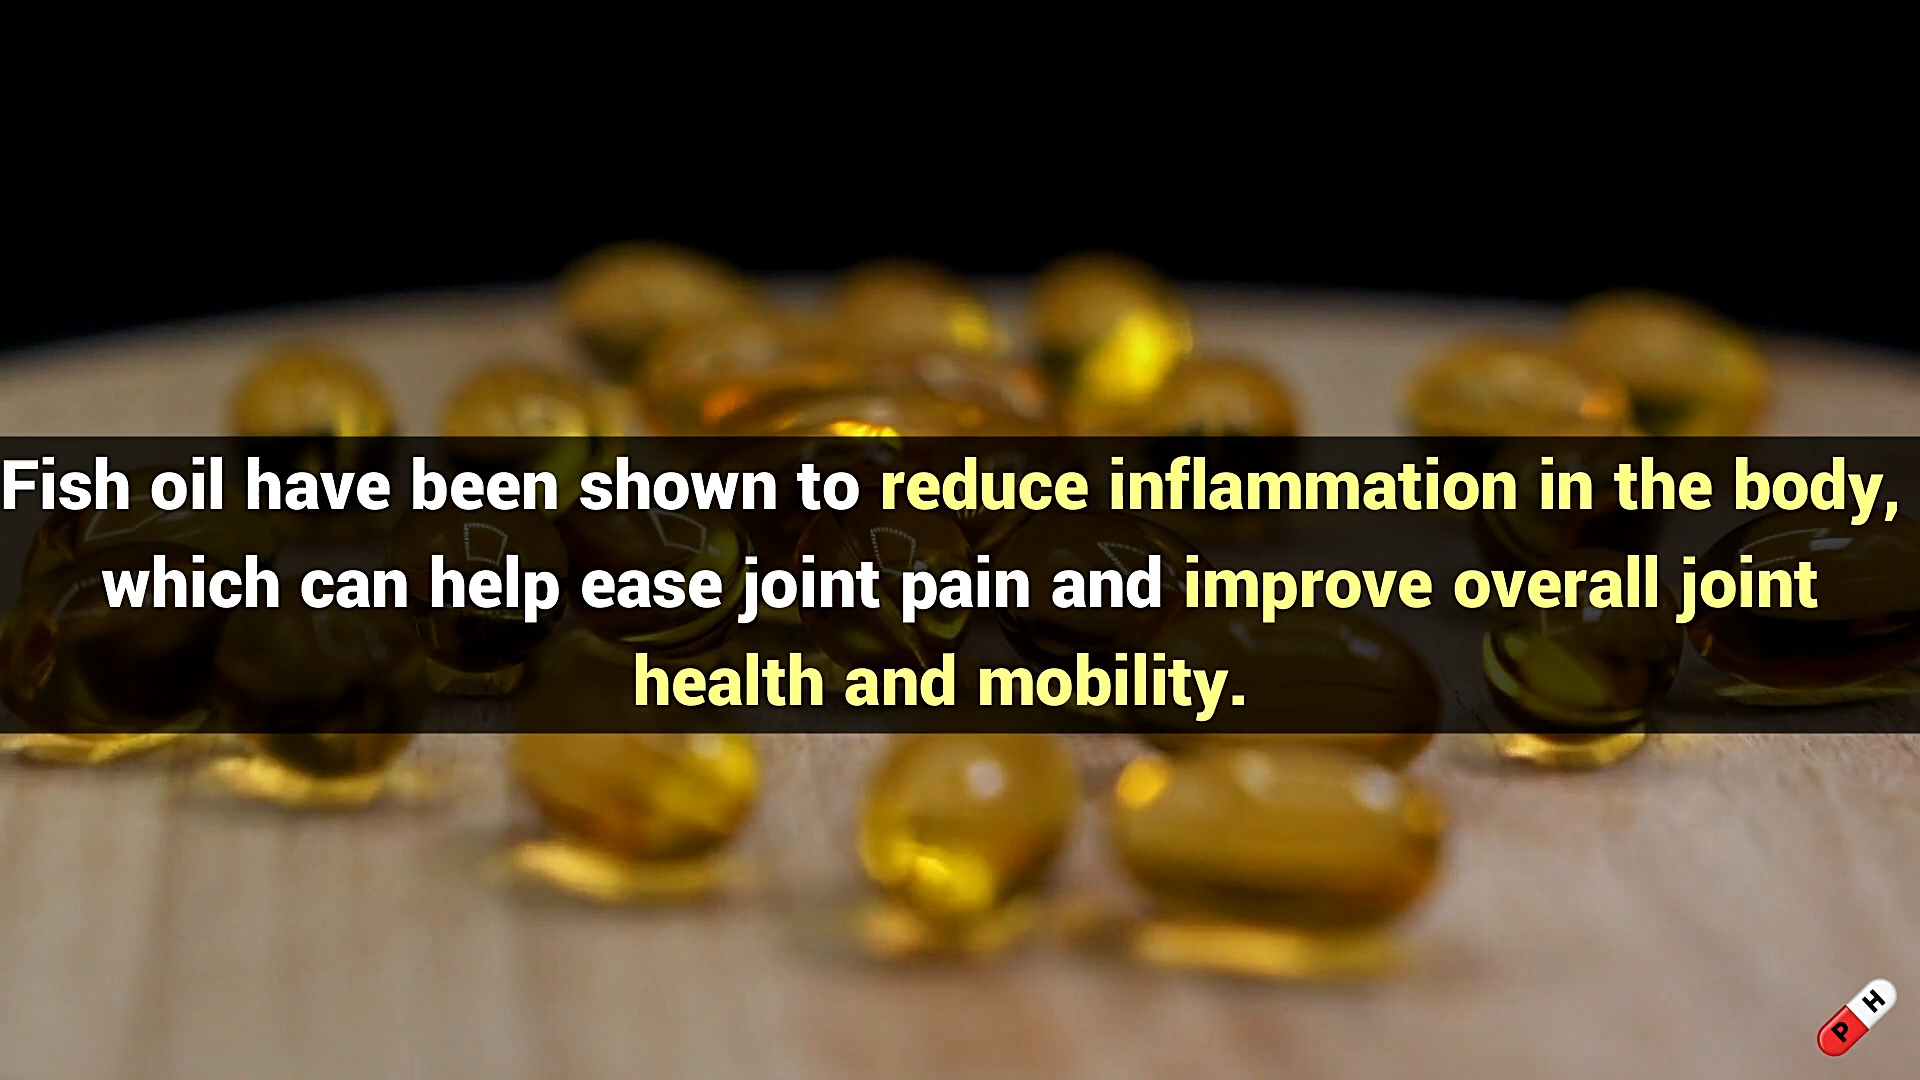 Fish oil have been shown to reduce inflammation in the body,
which can help ease joint pain and improve overall joint
health and mobility.
P H